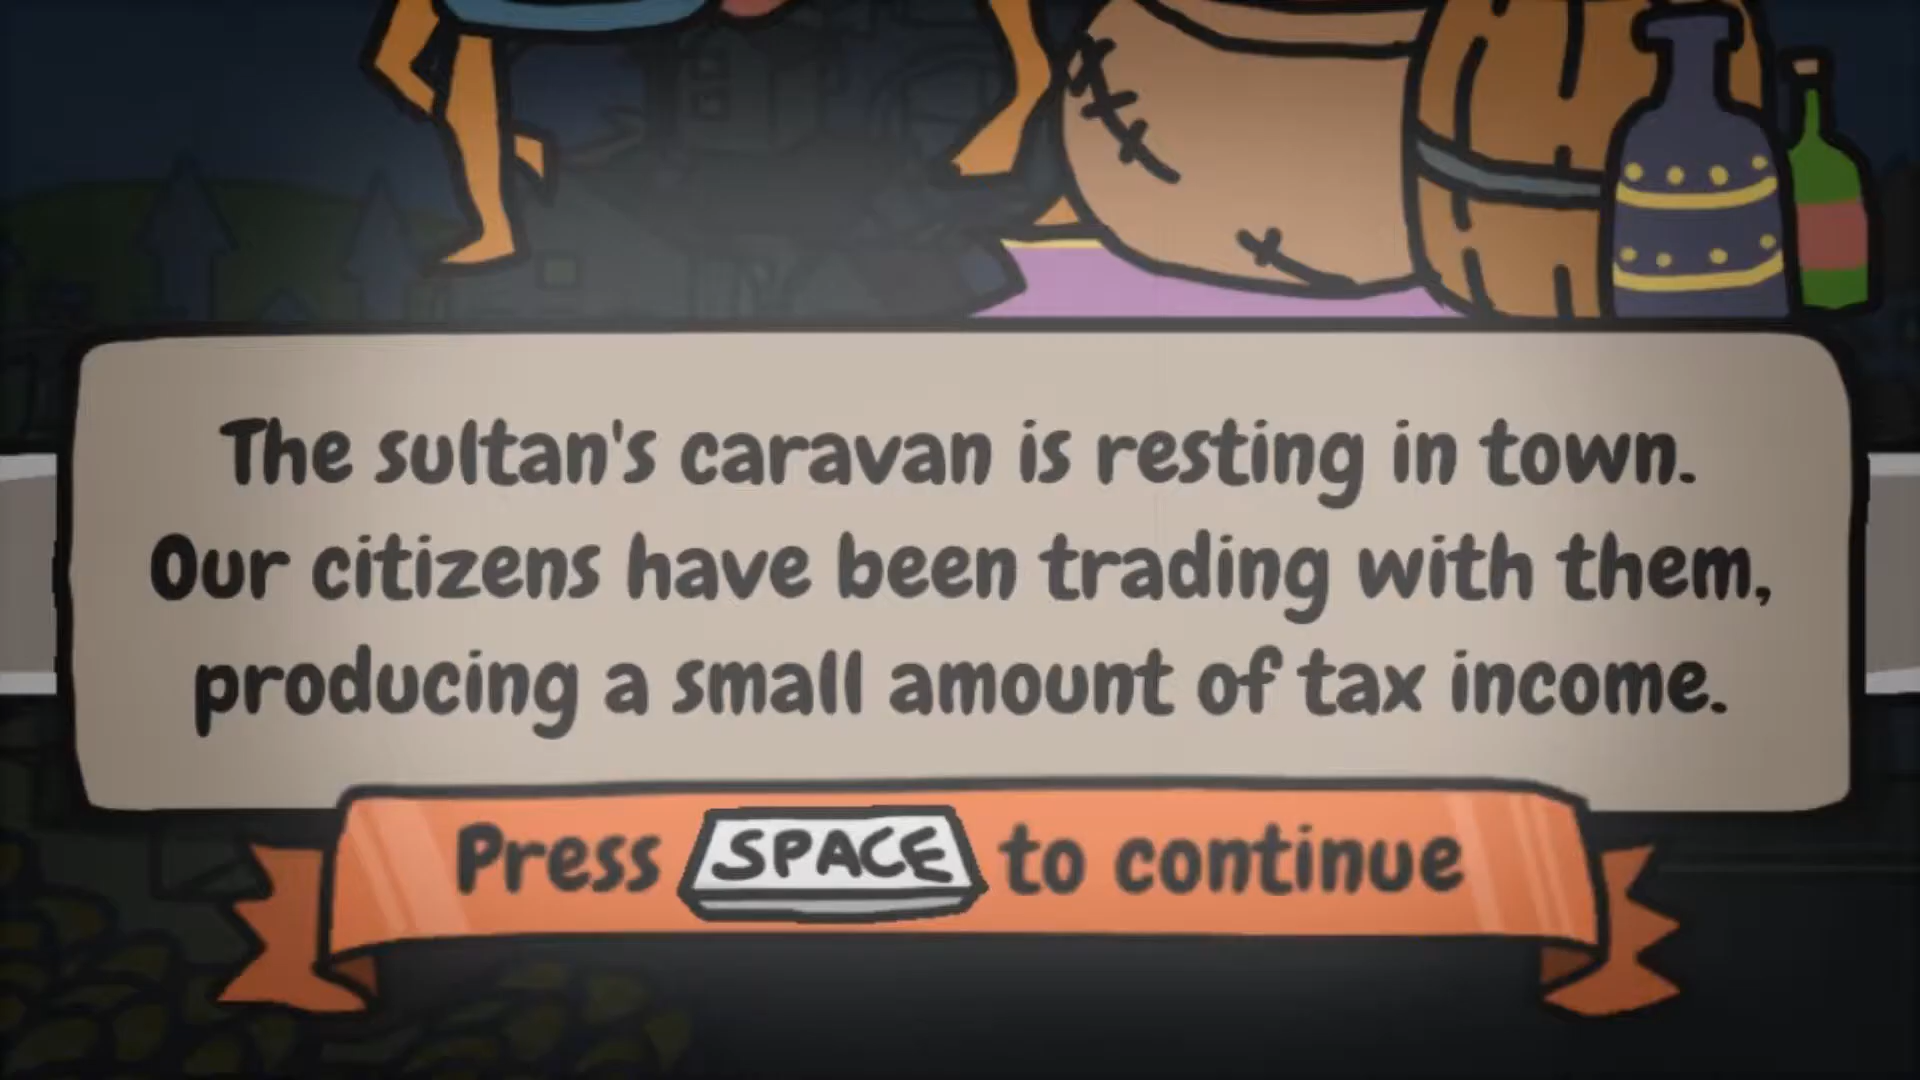 The sultan's caravan is resting in town.
Our citizens have been trading with them,
producing a small amount of tax income.
Press SPACE to continue